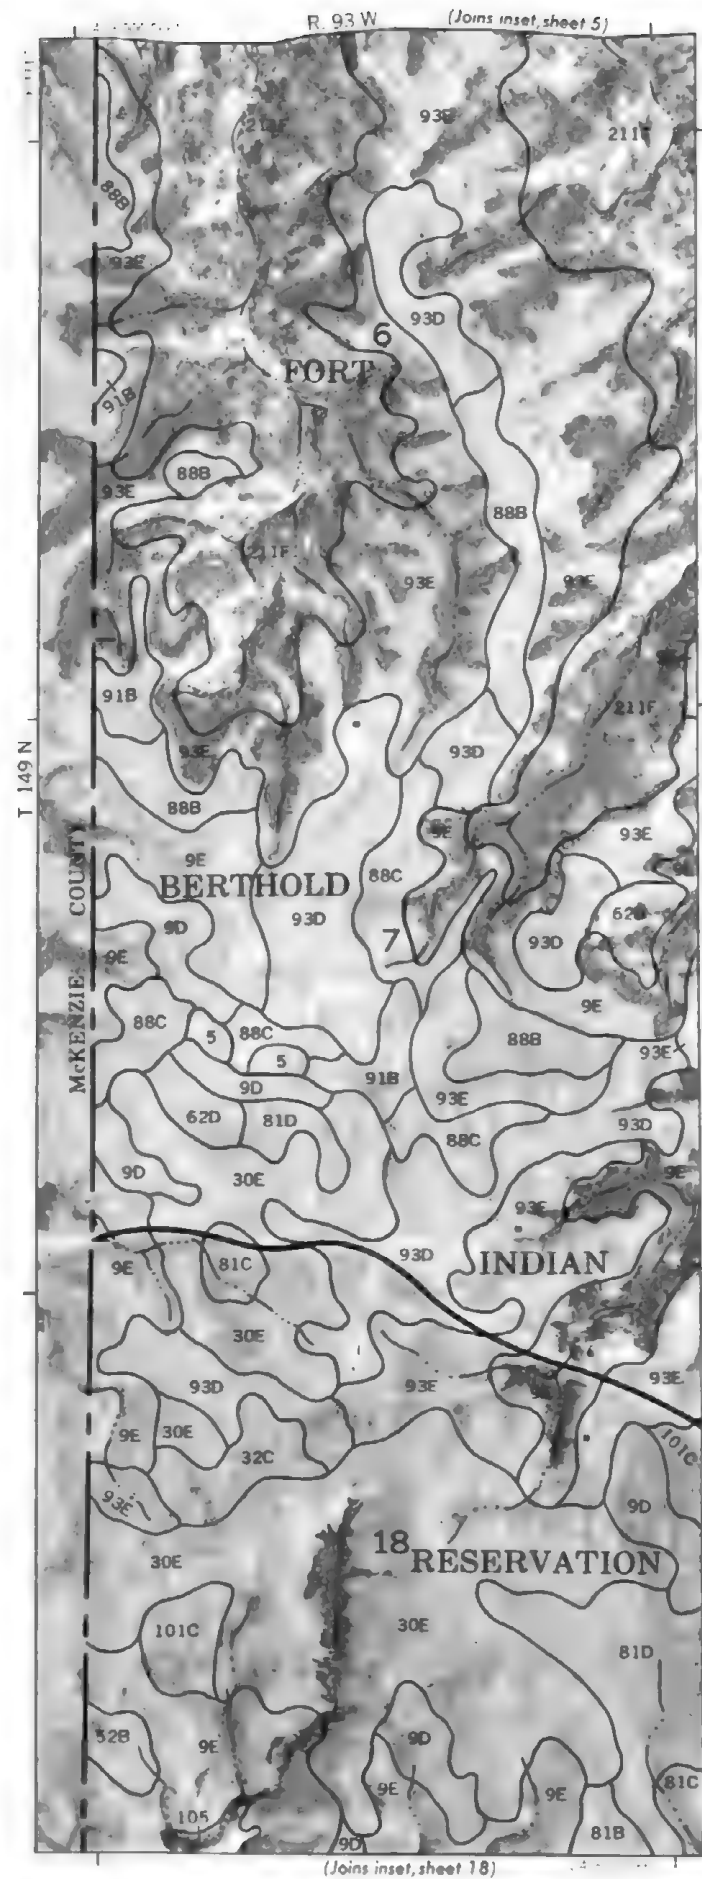 R. 93 W
(Joins inset, sheet 5)
93E
211F
88B
93E
93D
6
FORT
91B
88B
93E
88B
211F
93E
93E
91B
211F
93E
93D
T 149 N
88B
9E
93E
9E
88C
BERTHOLD
McKENZIE COUNTY
9D
93D
93D
7
9E
9E
88C
5
88C
88B
93E
5
91B
9D
93E
62D
81D
93D
88C
9D
30E
9E
93E
93D
INDIAN
9E
81C
30E
93D
93E
93E
9E
30E
32C
101C
93E
9D
18
RESERVATION
30E
101C
30E
81D
52B
9E
9D
9E
9E
81C
105
81B
9D
(Joins inset, sheet 18)